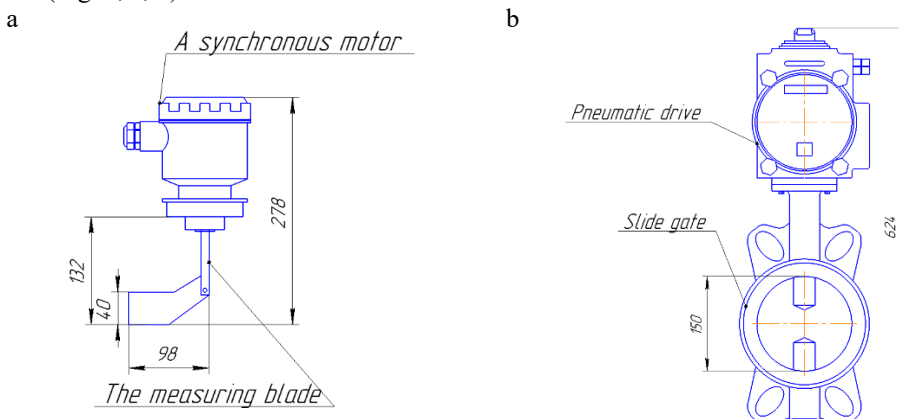 a
b
A synchronous motor
278
132
40
98
The measuring blade
Pneumatic drive
Slide gate
624
150